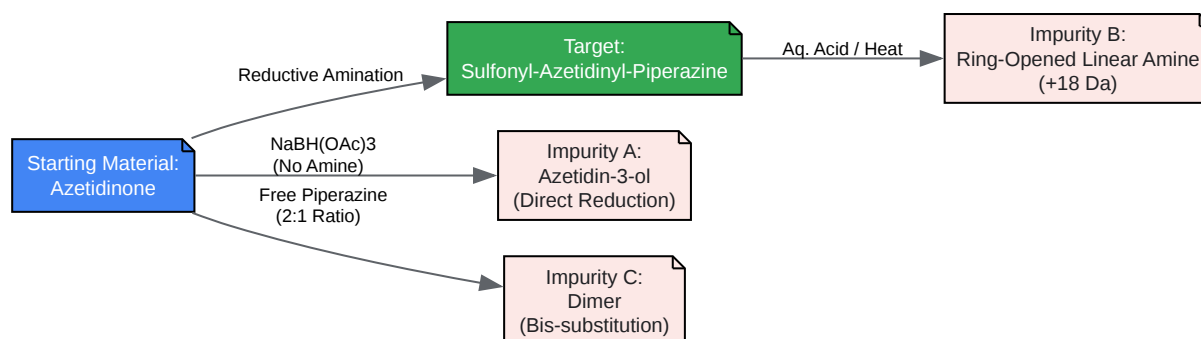 Target:
Sulfonyl-Azetidinyl-Piperazine
Aq. Acid / Heat
Impurity B:
Ring-Opened Linear Amine
(+18 Da)
Reductive Amination
Starting Material:
Azetidinone
NaBH(OAc)3
(No Amine)
Impurity A:
Azetidin-3-ol
(Direct Reduction)
Free Piperazine
(2:1 Ratio)
Impurity C:
Dimer
(Bis-substitution)